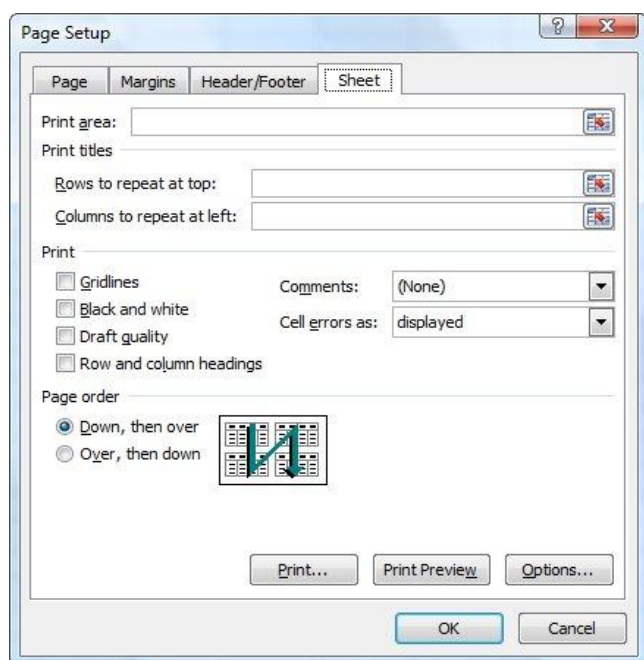 Page Setup
Page Margins Header/Footer Sheet
Print area:
Print titles
Rows to repeat at top:
Columns to repeat at left:
Print
Gridlines Comments: (None)
Black and white
Cell errors as: displayed
Draft quality
Row and column headings
Page order
Down, then over
Over, then down
Print... Print Preview Options...
OK Cancel